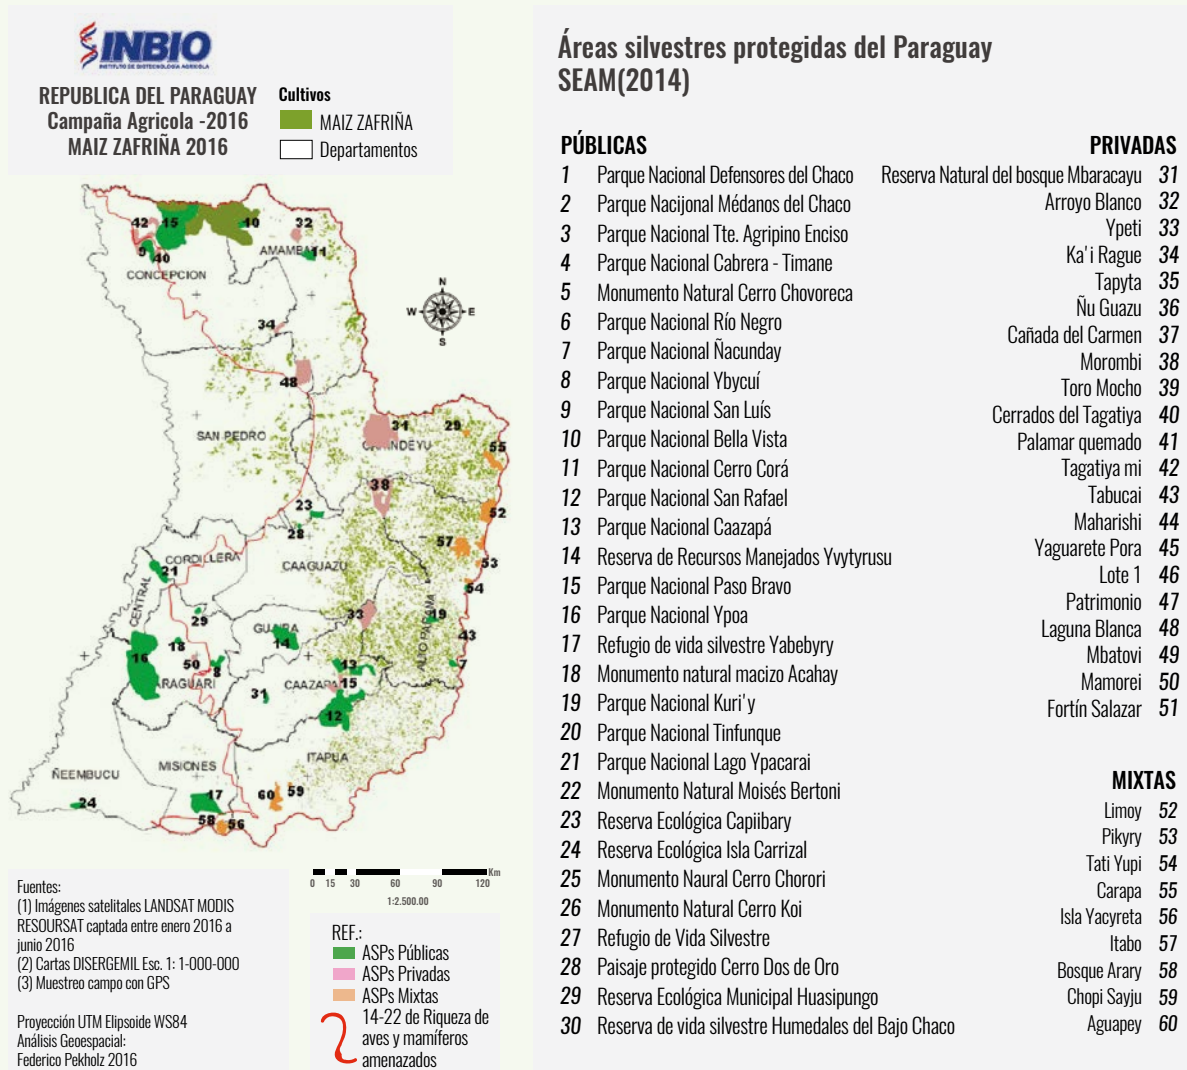 INBIO
INSTITUTO DE BIOTECNOLOGIA AGRICOLA
REPUBLICA DEL PARAGUAY
Campaña Agricola -2016
MAIZ ZAFRIÑA 2016
Cultivos
MAIZ ZAFRIÑA
Departamentos
42
15
10
32
9
40
AMAMBAY
11
CONCEPCION
N
W
E
S
34
48
SAN PEDRO
31
29
CANINDEYU
55
38
23
28
52
57
53
CORDILLERA
21
CAAGUAZU
54
CENTRAL
29
33
19
ALTO PARANA
GUAIRA
14
18
43
16
50
8
13
7
PARAGUARI
31
CAAZAPA
15
12
ITAPUA
MISIONES
ÑEEMBUCU
24
17
60
59
58
56
Km
0 15 30 60 90 120
1:2.500.00
Fuentes:
(1) Imágenes satelitales LANDSAT MODIS
RESOURSAT captada entre enero 2016 a
junio 2016
(2) Cartas DISERGEMIL Esc. 1: 1-000-000
(3) Muestreo campo con GPS
Proyección UTM Elipsoide WS84
Análisis Geoespacial:
Federico Pekholz 2016
REF.:
ASPs Públicas
ASPs Privadas
ASPs Mixtas
14-22 de Riqueza de
aves y mamíferos
amenazados
Áreas silvestres protegidas del Paraguay
SEAM(2014)
PÚBLICAS
1 Parque Nacional Defensores del Chaco
2 Parque Nacijonal Médanos del Chaco
3 Parque Nacional Tte. Agripino Enciso
4 Parque Nacional Cabrera - Timane
5 Monumento Natural Cerro Chovoreca
6 Parque Nacional Río Negro
7 Parque Nacional Ñacunday
8 Parque Nacional Ybycuí
9 Parque Nacional San Luís
10 Parque Nacional Bella Vista
11 Parque Nacional Cerro Corá
12 Parque Nacional San Rafael
13 Parque Nacional Caazapá
14 Reserva de Recursos Manejados Yvytyrusu
15 Parque Nacional Paso Bravo
16 Parque Nacional Ypoa
17 Refugio de vida silvestre Yabebyry
18 Monumento natural macizo Acahay
19 Parque Nacional Kuri'y
20 Parque Nacional Tinfunque
21 Parque Nacional Lago Ypacarai
22 Monumento Natural Moisés Bertoni
23 Reserva Ecológica Capiibary
24 Reserva Ecológica Isla Carrizal
25 Monumento Naural Cerro Chorori
26 Monumento Natural Cerro Koi
27 Refugio de Vida Silvestre
28 Paisaje protegido Cerro Dos de Oro
29 Reserva Ecológica Municipal Huasipungo
30 Reserva de vida silvestre Humedales del Bajo Chaco
PRIVADAS
Reserva Natural del bosque Mbaracayu 31
Arroyo Blanco 32
Ypeti 33
Ka'i Rague 34
Tapyta 35
Ñu Guazu 36
Cañada del Carmen 37
Morombi 38
Toro Mocho 39
Cerrados del Tagatiya 40
Palamar quemado 41
Tagatiya mi 42
Tabucai 43
Maharishi 44
Yaguarete Pora 45
Lote 1 46
Patrimonio 47
Laguna Blanca 48
Mbatovi 49
Mamorei 50
Fortín Salazar 51
MIXTAS
Limoy 52
Pikyry 53
Tati Yupi 54
Carapa 55
Isla Yacyreta 56
Itabo 57
Bosque Arary 58
Chopi Sayju 59
Aguapey 60